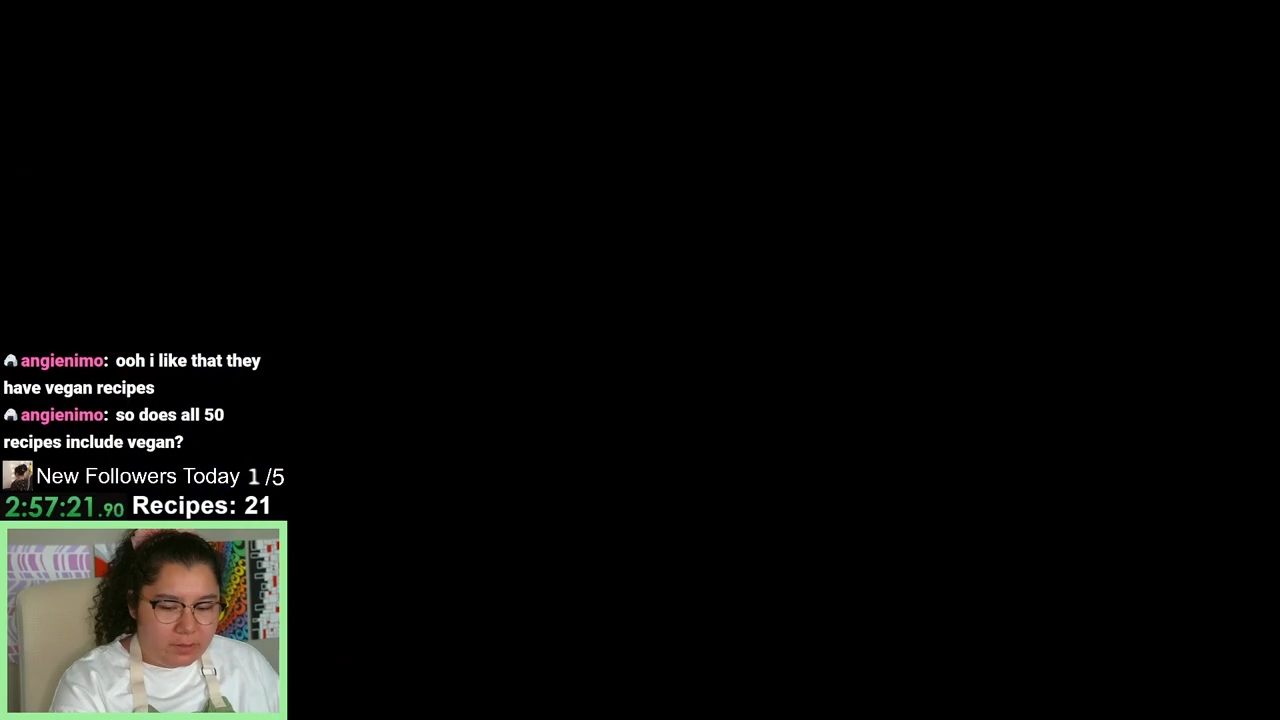 angienimo: ooh i like that they
have vegan recipes
angienimo: so does all 50
recipes include vegan?
New Followers Today 1 /5
2:57:21.90 Recipes: 21